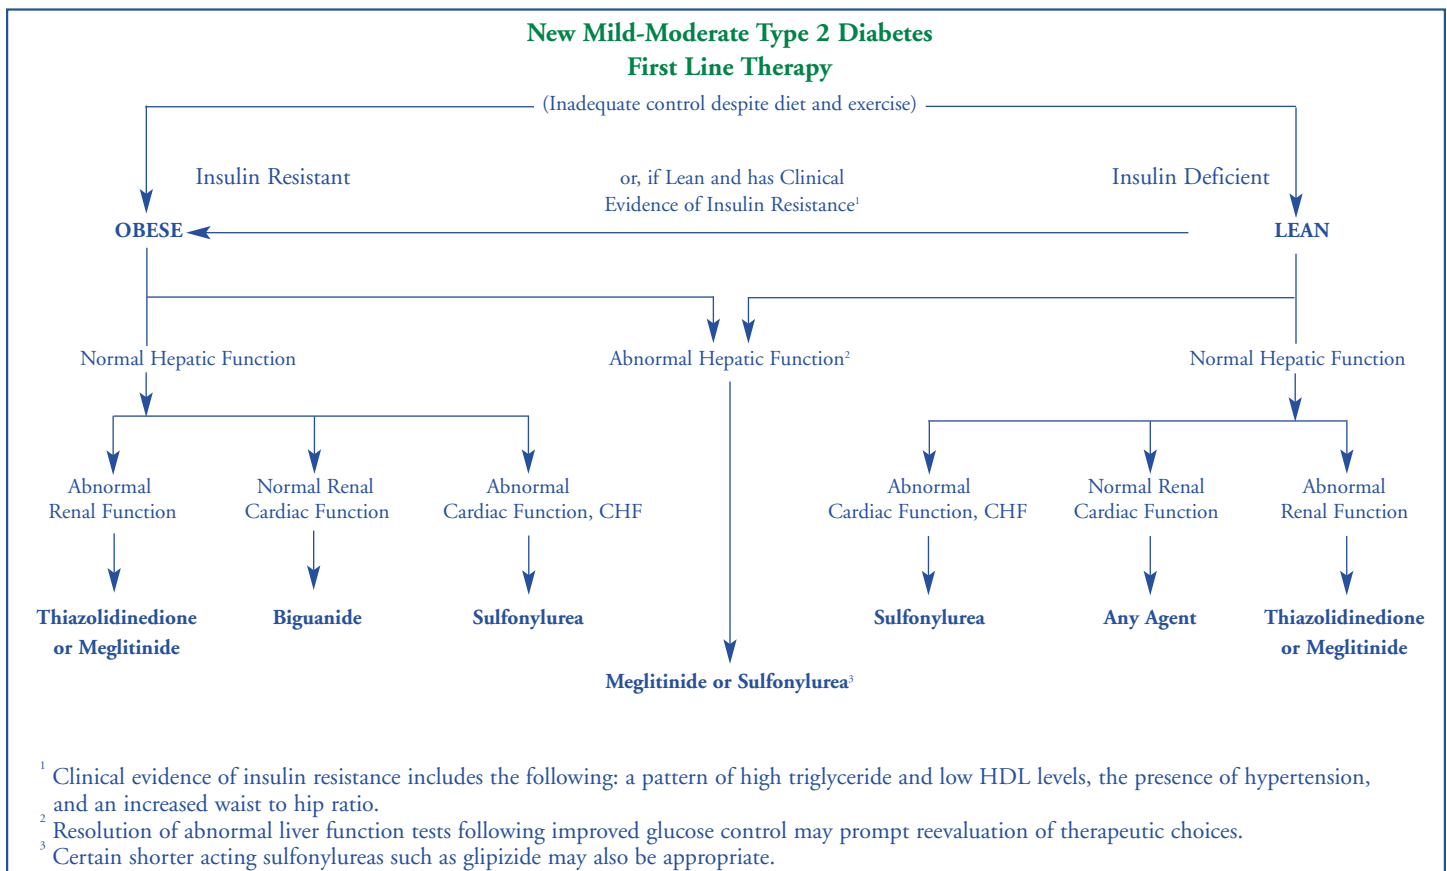 New Mild-Moderate Type 2 Diabetes
First Line Therapy
(Inadequate control despite diet and exercise)
Insulin Resistant
or, if Lean and has Clinical
Evidence of Insulin Resistance¹
Insulin Deficient
OBESE
LEAN
Normal Hepatic Function
Abnormal Hepatic Function²
Normal Hepatic Function
Abnormal
Renal Function
Normal Renal
Cardiac Function
Abnormal
Cardiac Function, CHF
Abnormal
Cardiac Function, CHF
Normal Renal
Cardiac Function
Abnormal
Renal Function
Thiazolidinedione
or Meglitinide
Biguanide
Sulfonylurea
Sulfonylurea
Any Agent
Thiazolidinedione
or Meglitinide
Meglitinide or Sulfonylurea³
¹ Clinical evidence of insulin resistance includes the following: a pattern of high triglyceride and low HDL levels, the presence of hypertension,
and an increased waist to hip ratio.
² Resolution of abnormal liver function tests following improved glucose control may prompt reevaluation of therapeutic choices.
³ Certain shorter acting sulfonylureas such as glipizide may also be appropriate.